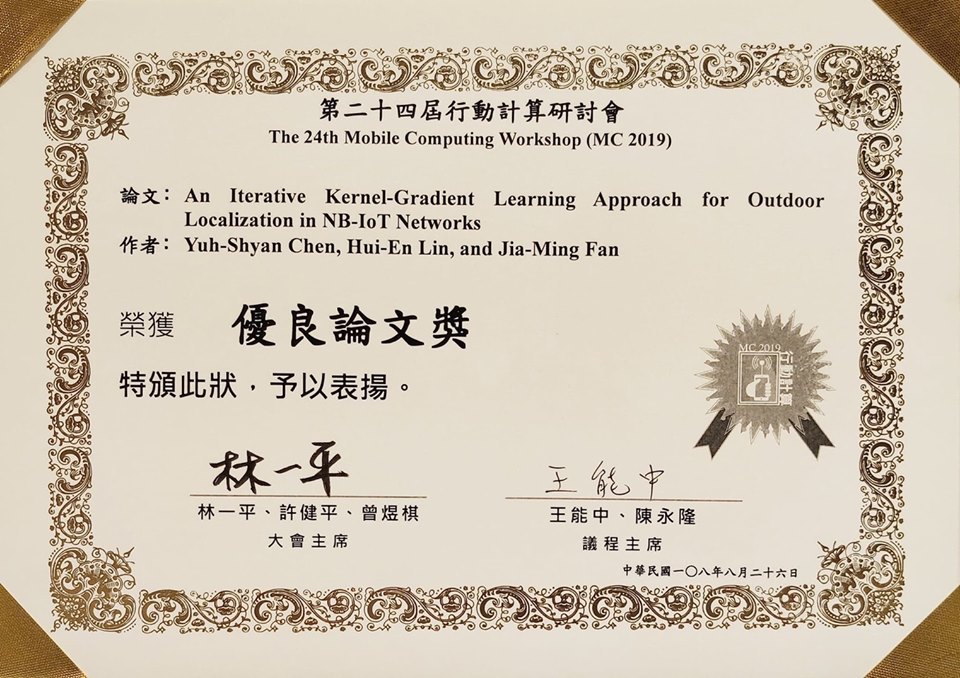 第二十四屆行動計算研討會
The 24th Mobile Computing Workshop (MC 2019)
論文： An Iterative Kernel-Gradient Learning Approach for Outdoor
Localization in NB-IoT Networks
作者： Yuh-Shyan Chen, Hui-En Lin, and Jia-Ming Fan
榮獲 優良論文獎
特頒此狀，予以表揚。
MC 2019
行動計算
林一平
林一平、許健平、曾煜棋
大會主席
王能中
王能中、陳永隆
議程主席
中華民國一〇八年八月二十六日